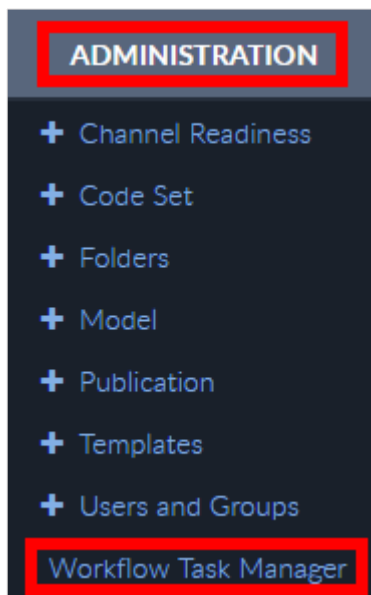 ADMINISTRATION
Channel Readiness
Code Set
Folders
Model
Publication
Templates
Users and Groups
Workflow Task Manager